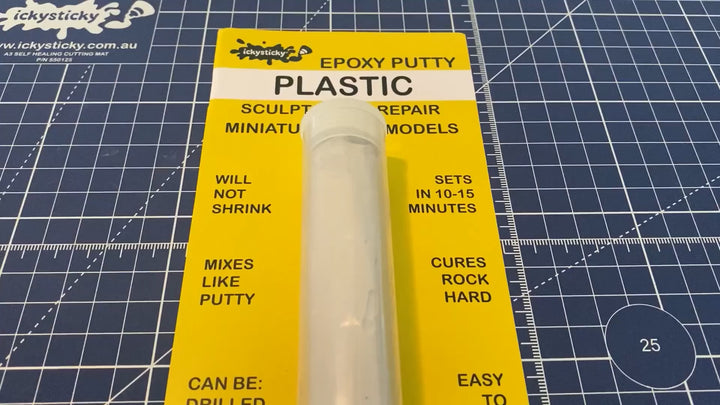 ickysticky
www.ickysticky.com.au
A3 SELF HEALING CUTTING MAT
P/N 550125
ickysticky
EPOXY PUTTY
PLASTIC
SCULPT REPAIR
MODELS
WILL
NOT
SHRINK
SETS
IN 10-15
MINUTES
MIXES
LIKE
PUTTY
CURES
ROCK
HARD
25
CAN BE:
DRILLED
EASY
TO